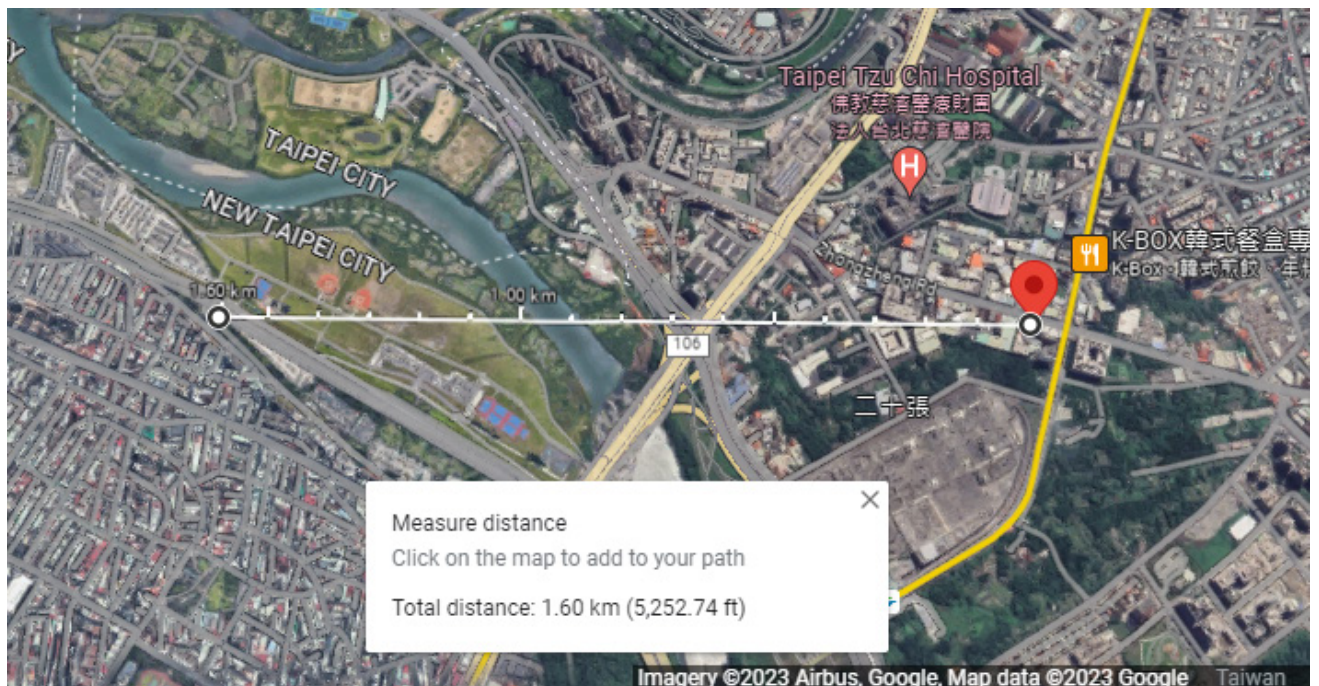 Taipei Tzu Chi Hospital
佛教慈濟醫療財團
法人台北慈濟醫院
TAIPEI CITY
NEW TAIPEI CITY
K-BOX韓式餐盒專
K-Box・韓式煎餃、年
Zhongzheng Rd
1.60 km
1.00 km
106
二十張
Measure distance
Click on the map to add to your path
Total distance: 1.60 km (5,252.74 ft)
Imagery ©2023 Airbus, Google, Map data ©2023 Google
Taiwan